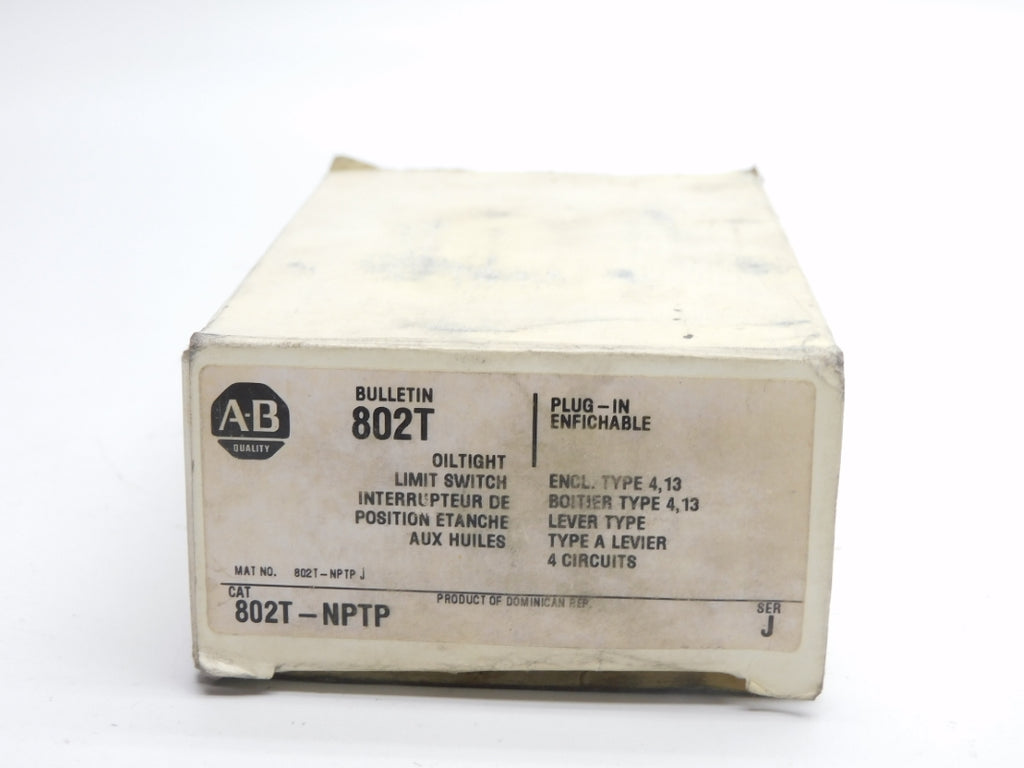 A-B
QUALITY
BULLETIN
802T
OILTIGHT
LIMIT SWITCH
INTERRUPTEUR DE
POSITION ÉTANCHE
AUX HUILES
PLUG-IN
ENFICHABLE
ENCL. TYPE 4,13
BOITIER TYPE 4,13
LEVER TYPE
TYPE A LEVIER
4 CIRCUITS
MAT NO. 802T-NPTP J
PRODUCT OF DOMINICAN REP.
CAT
802T-NPTP
SER
J